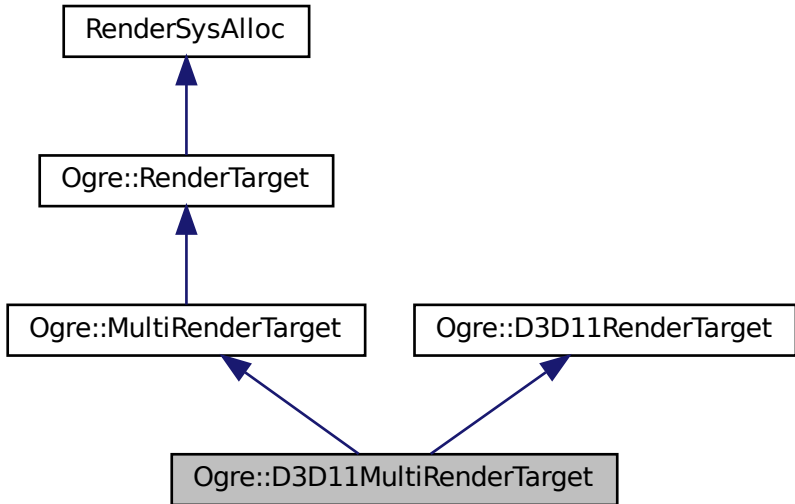 RenderSysAlloc
Ogre::RenderTarget
Ogre::MultiRenderTarget
Ogre::D3D11RenderTarget
Ogre::D3D11MultiRenderTarget